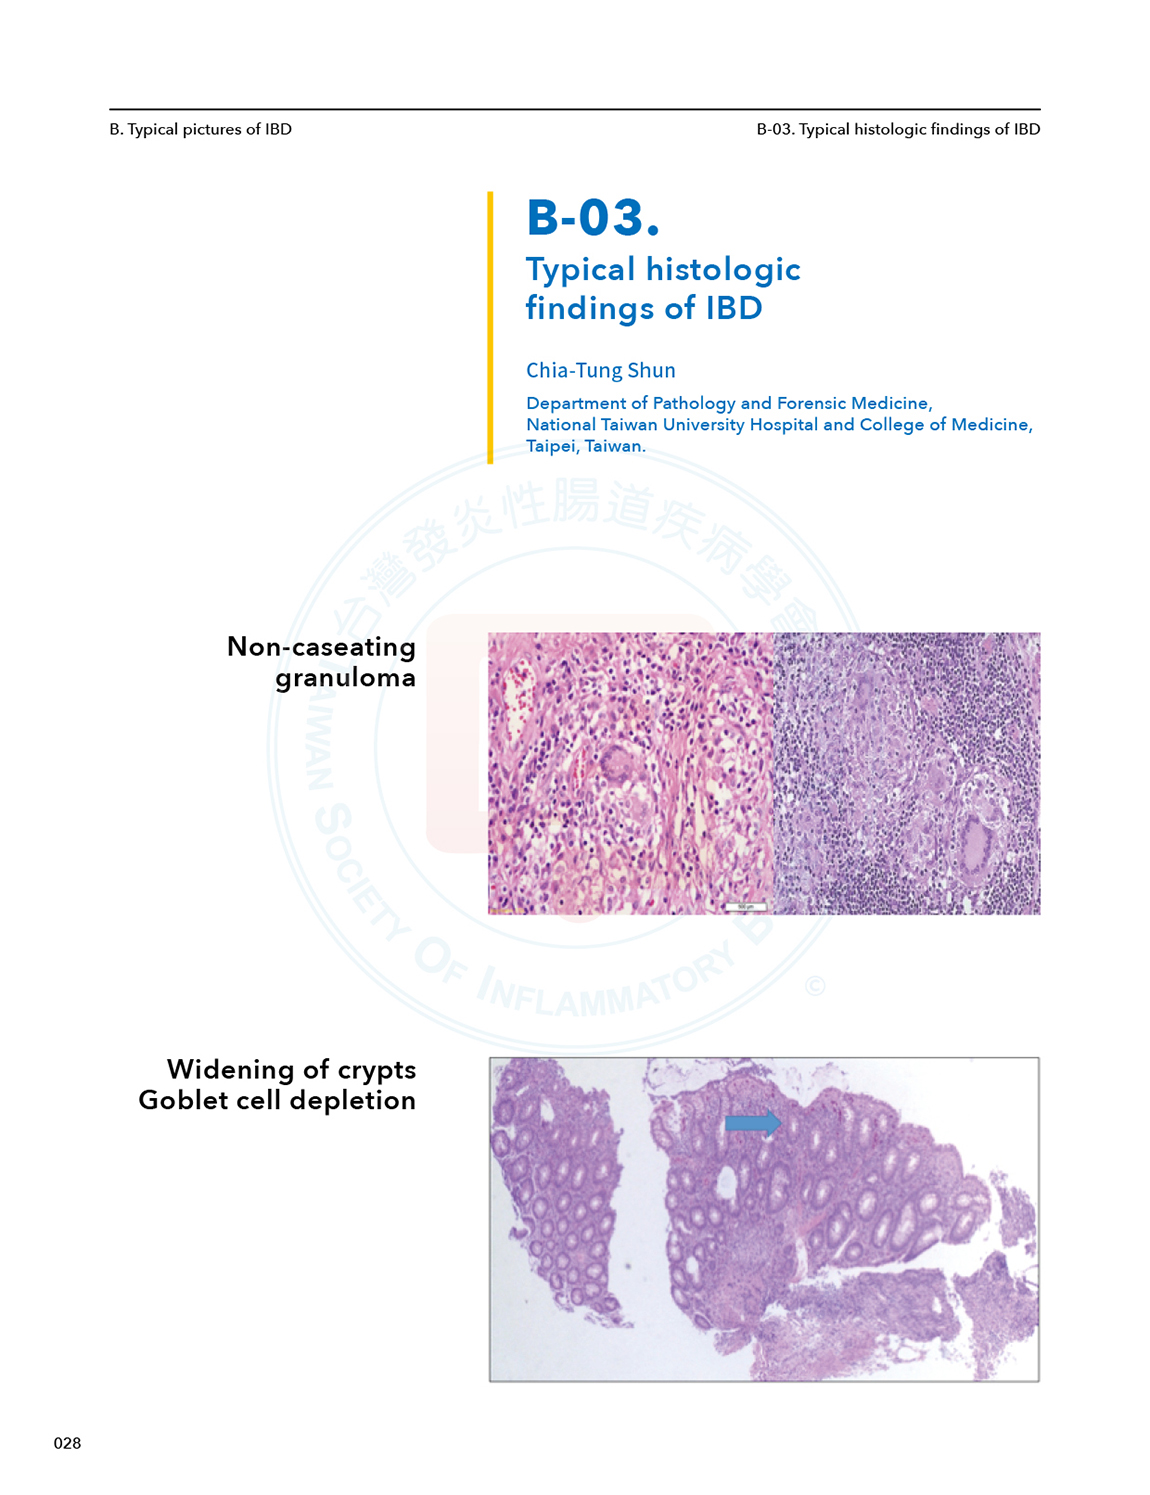 B. Typical pictures of IBD
B-03. Typical histologic findings of IBD
B-03.
Typical histologic
findings of IBD
Chia-Tung Shun
Department of Pathology and Forensic Medicine,
National Taiwan University Hospital and College of Medicine,
Taipei, Taiwan.
台灣發炎性腸道疾病學會
TAIWAN SOCIETY OF INFLAMMATORY B
©
Non-caseating
granuloma
Widening of crypts
Goblet cell depletion
028